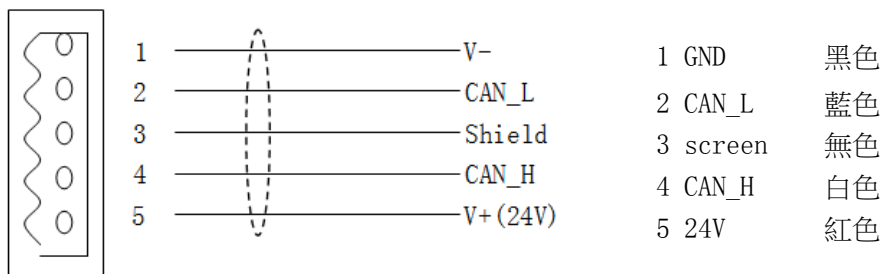 1 V- 1 GND 黑色
2 CAN_L 2 CAN_L 藍色
3 Shield 3 screen 無色
4 CAN_H 4 CAN_H 白色
5 V+(24V) 5 24V 紅色